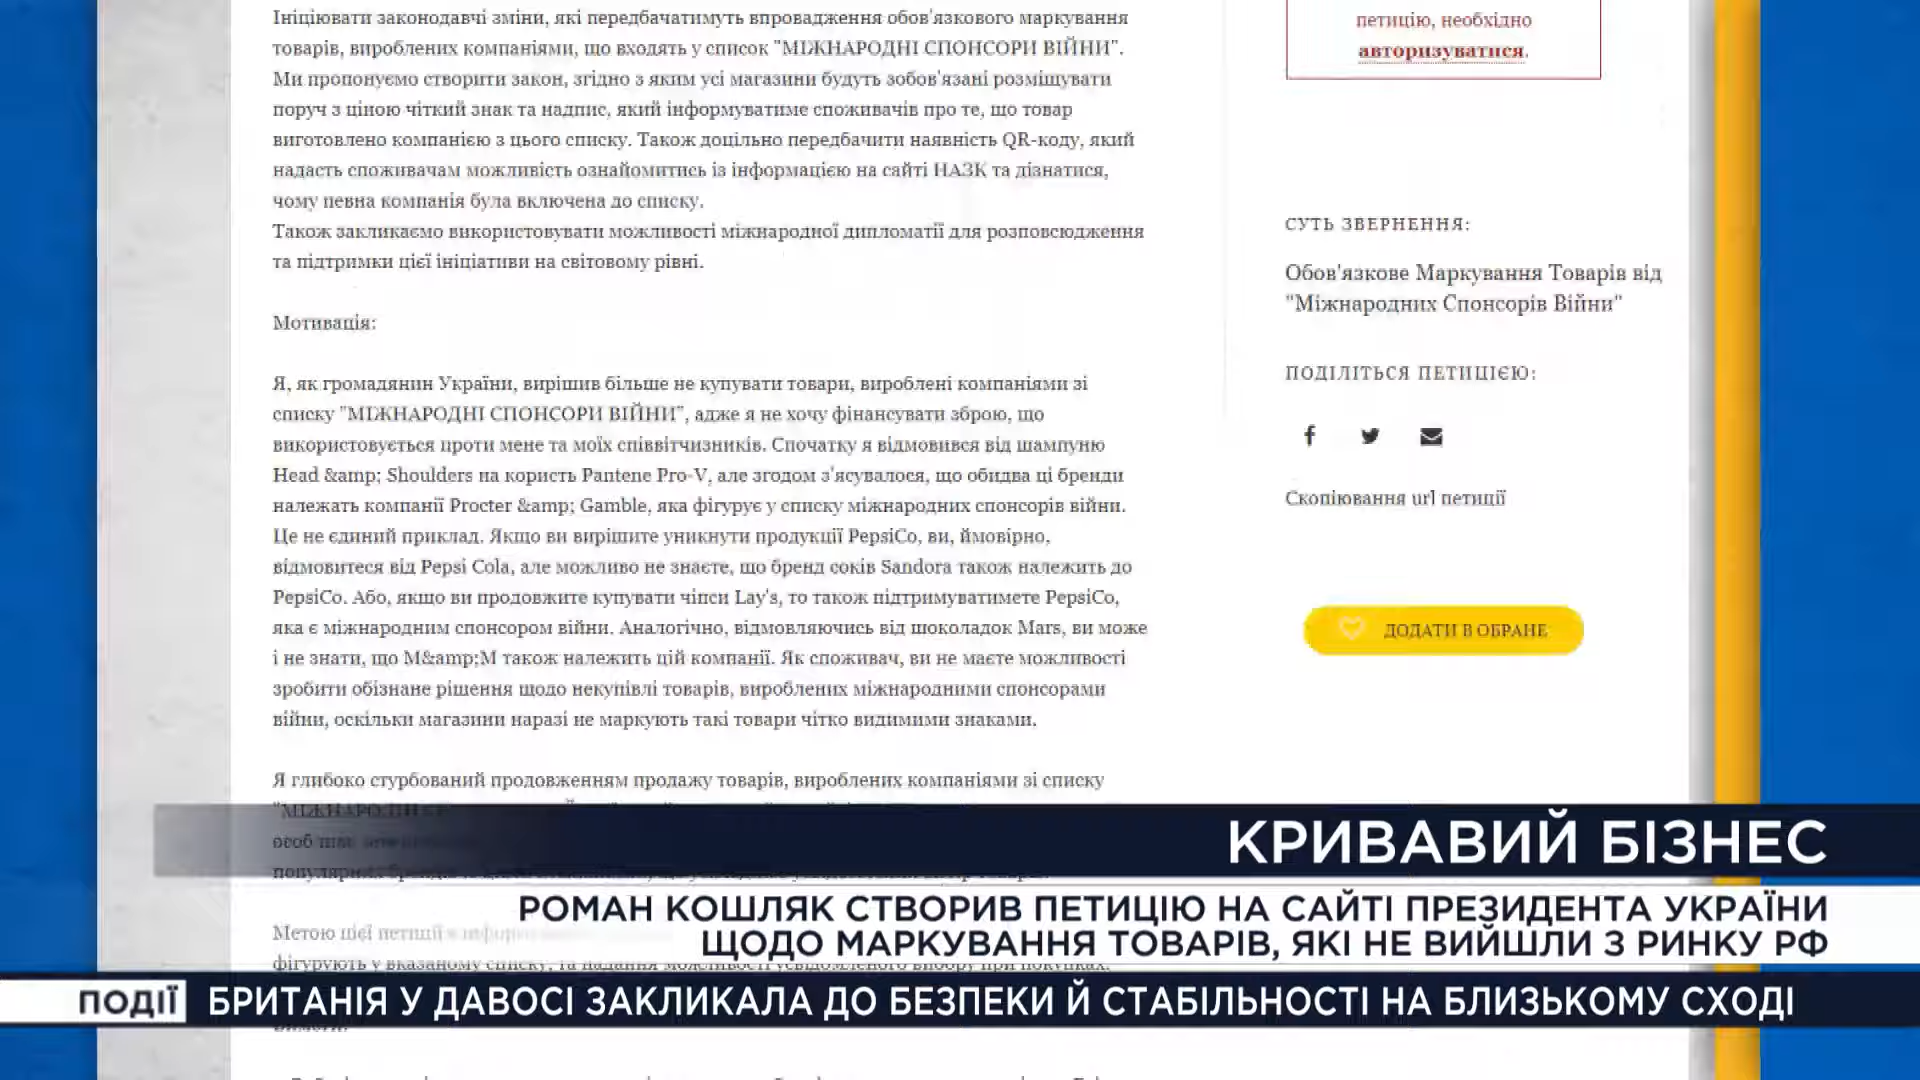 Ініціювати законодавчі зміни, які передбачатимуть впровадження обов'язкового маркування
товарів, вироблених компаніями, що входять у список "МІЖНАРОДНІ СПОНСОРИ ВІЙНИ".
Ми пропонуємо створити закон, згідно з яким усі магазини будуть зобов'язані розміщувати
поруч з ціною чіткий знак та надпис, який інформуватиме споживачів про те, що товар
виготовлено компанією з цього списку. Також доцільно передбачити наявність QR-коду, який
надасть споживачам можливість ознайомитись із інформацією на сайті НАЗК та дізнатися,
чому певна компанія була включена до списку.
Також закликаємо використовувати можливості міжнародної дипломатії для розповсюдження
та підтримки цієї ініціативи на світовому рівні.
Мотивація:
Я, як громадянин України, вирішив більше не купувати товари, вироблені компаніями зі
списку "МІЖНАРОДНІ СПОНСОРИ ВІЙНИ", адже я не хочу фінансувати зброю, що
використовується проти мене та моїх співвітчизників. Спочатку я відмовився від шампуню
Head &amp; Shoulders на користь Pantene Pro-V, але згодом з'ясувалося, що обидва ці бренди
належать компанії Procter &amp; Gamble, яка фігурує у списку міжнародних спонсорів війни.
Це не єдиний приклад. Якщо ви вирішите уникнути продукції PepsiCo, ви, ймовірно,
відмовитеся від Pepsi Cola, але можливо не знаєте, що бренд соків Sandora також належить до
PepsiCo. Або, якщо ви продовжите купувати чіпси Lay's, то також підтримуватимете PepsiCo,
яка є міжнародним спонсором війни. Аналогічно, відмовляючись від шоколадок Mars, ви може
і не знати, що M&amp;M також належить цій компанії. Як споживач, ви не маєте можливості
зробити обізнане рішення щодо некупівлі товарів, вироблених міжнародними спонсорами
війни, оскільки магазини наразі не маркують такі товари чітко видимими знаками.
Я глибоко стурбований продовженням продажу товарів, вироблених компаніями зі списку
Метою цієї петиції є
фігурують у вказаному списку, та надання можливості усвідомленого вибору при покупках.
петицію, необхідно
авторизуватися.
СУТЬ ЗВЕРНЕННЯ:
Обов'язкове Маркування Товарів від
"Міжнародних Спонсорів Війни"
ПОДІЛІТЬСЯ ПЕТИЦІЄЮ:
Скопіювання url петиції
ДОДАТИ В ОБРАНЕ
КРИВАВИЙ БІЗНЕС
РОМАН КОШЛЯК СТВОРИВ ПЕТИЦІЮ НА САЙТІ ПРЕЗИДЕНТА УКРАЇНИ
ЩОДО МАРКУВАННЯ ТОВАРІВ, ЯКІ НЕ ВИЙШЛИ З РИНКУ РФ
ПОДІЇ БРИТАНІЯ У ДАВОСІ ЗАКЛИКАЛА ДО БЕЗПЕКИ Й СТАБІЛЬНОСТІ НА БЛИЗЬКОМУ СХОДІ